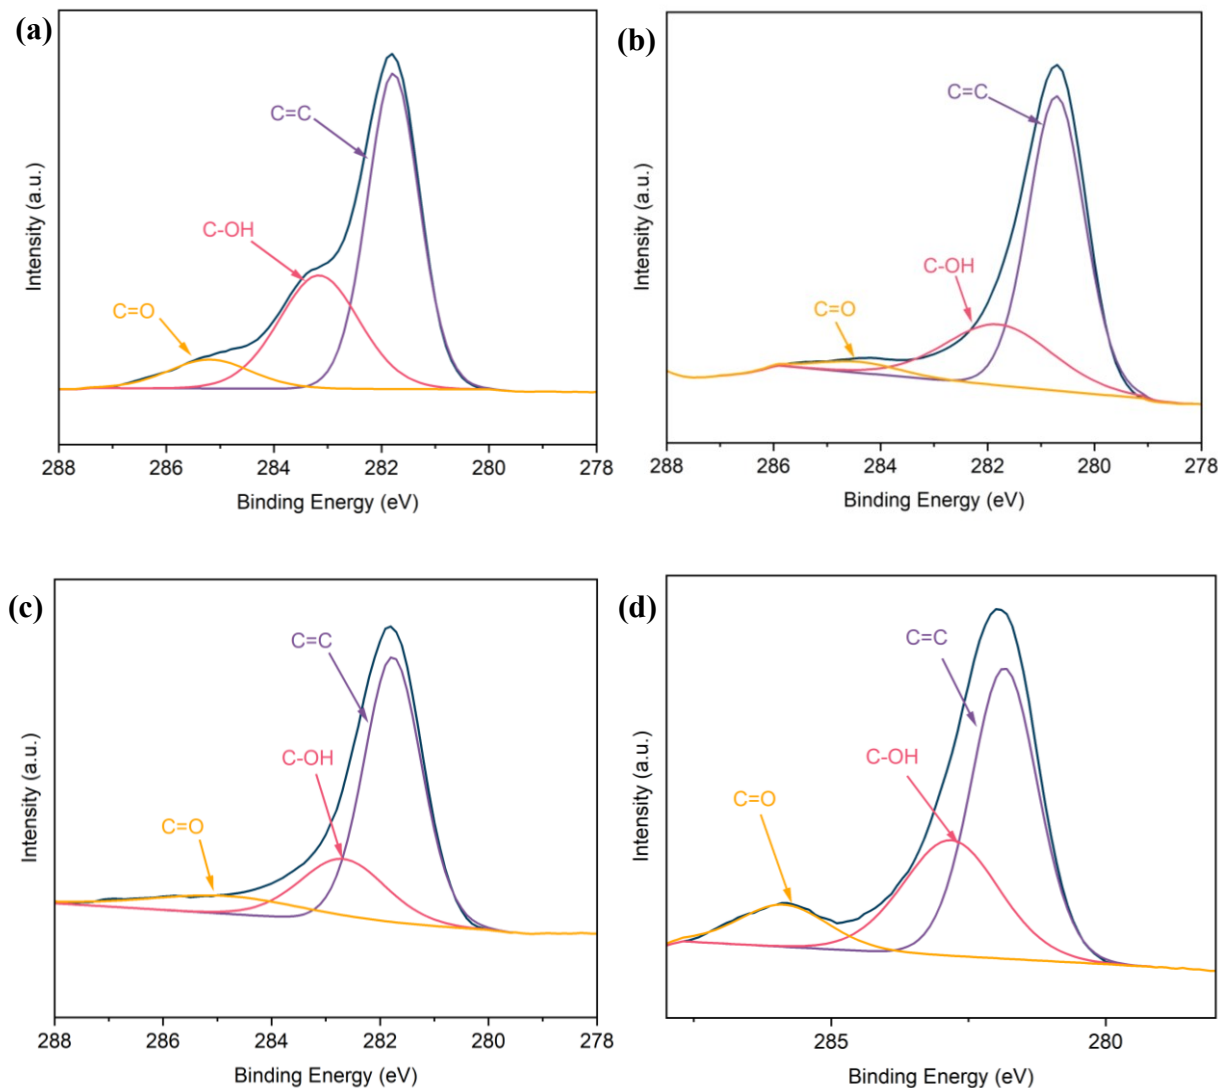 (a)
C=C
C-OH
C=O
Intensity (a.u.)
288 286 284 282 280 278
Binding Energy (eV)
(b)
C=C
C-OH
C=O
Intensity (a.u.)
288 286 284 282 280 278
Binding Energy (eV)
(c)
C=C
C-OH
C=O
Intensity (a.u.)
288 286 284 282 280 278
Binding Energy (eV)
(d)
C=C
C-OH
C=O
Intensity (a.u.)
285 280
Binding Energy (eV)